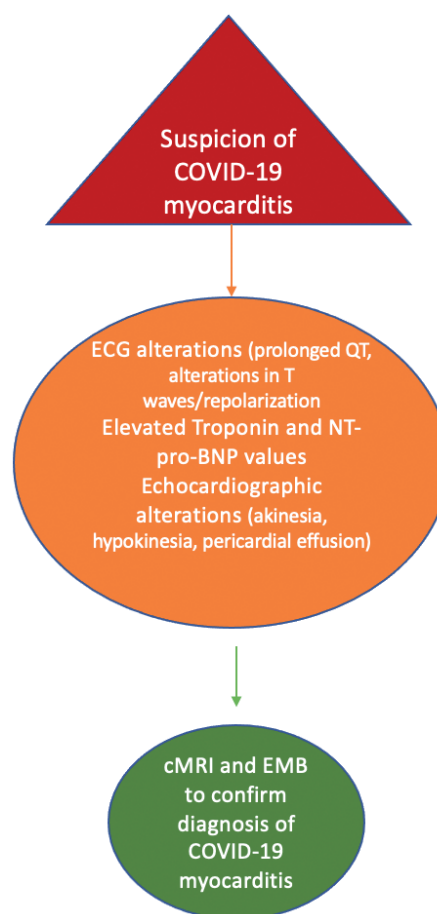 Suspicion of
COVID-19
myocarditis
ECG alterations (prolonged QT,
alterations in T
waves/repolarization
Elevated Troponin and NT-
pro-BNP values
Echocardiographic
alterations (akinesia,
hypokinesia, pericardial effusion)
cMRI and EMB
to confirm
diagnosis of
COVID-19
myocarditis